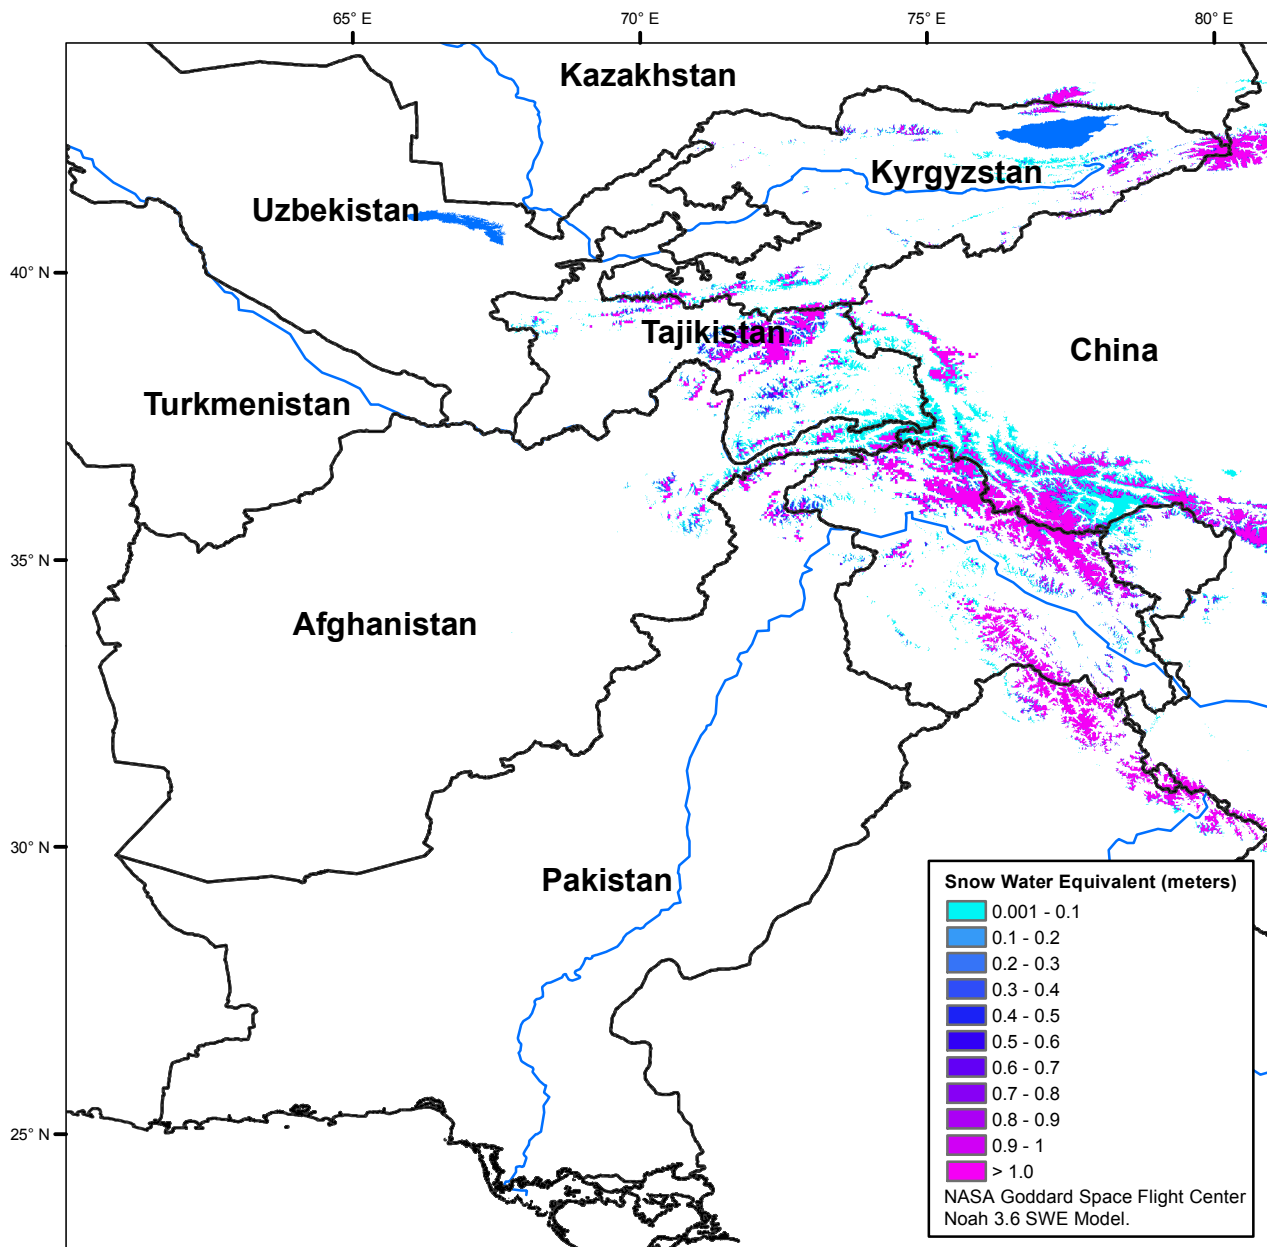 65° E
70° E
75° E
80° E
Kazakhstan
Kyrgyzstan
Uzbekistan
40° N
Tajikistan
China
Turkmenistan
35° N
Afghanistan
30° N
Pakistan
25° N
Snow Water Equivalent (meters)
0.001 - 0.1
0.1 - 0.2
0.2 - 0.3
0.3 - 0.4
0.4 - 0.5
0.5 - 0.6
0.6 - 0.7
0.7 - 0.8
0.8 - 0.9
0.9 - 1
> 1.0
NASA Goddard Space Flight Center
Noah 3.6 SWE Model.